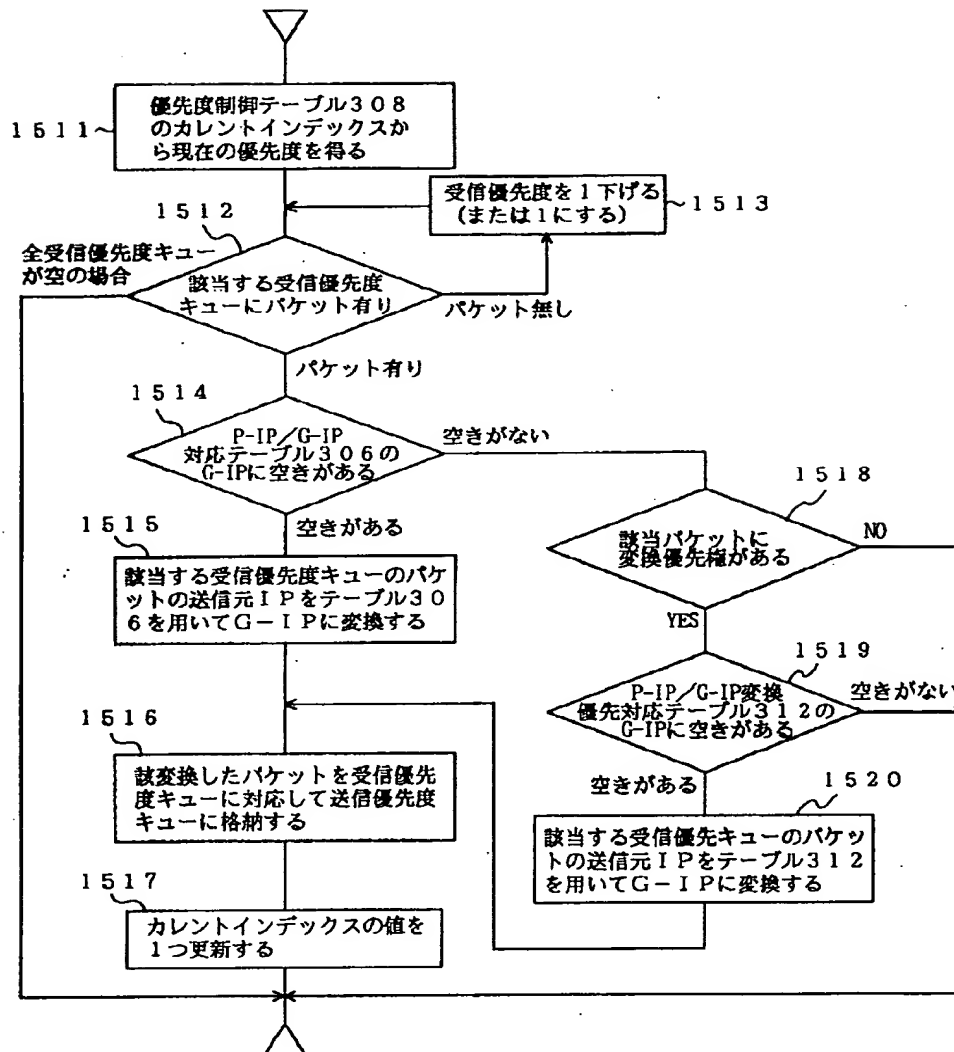 優先度制御テーブル308
のカレントインデックスか
ら現在の優先度を得る
1511
受信優先度を1下げる
(または1にする)
1513
1512
全受信優先度キュー
が空の場合
該当する受信優先度
キューにパケット有り
パケット無し
パケット有り
1514
P-IP/G-IP
対応テーブル306の
G-IPに空きがある
空きがない
空きがある
1518
該当パケットに
変換優先権がある
NO
YES
1515
該当する受信優先度キューのパケ
ットの送信元IPをテーブル30
6を用いてG-IPに変換する
1519
P-IP/G-IP変換
優先対応テーブル312の
G-IPに空きがある
空きがない
空きがある
1516
該変換したパケットを受信優先
度キューに対応して送信優先度
キューに格納する
1520
該当する受信優先キューのパケッ
トの送信元IPをテーブル312
を用いてG-IPに変換する
1517
カレントインデックスの値を
1つ更新する